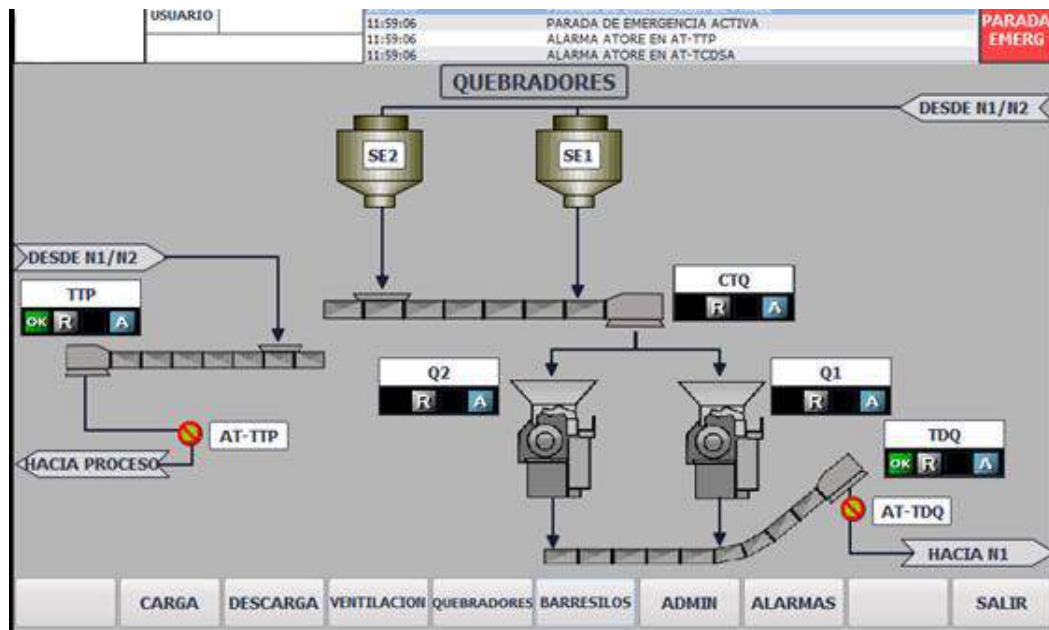 USUARIO
11:59:06 PARADA DE EMERGENCIA ACTIVA
11:59:06 ALARMA ATORE EN AT-TTP
11:59:06 ALARMA ATORE EN AT-TCDSA
PARADA
EMERG
QUEBRADORES
DESDE N1/N2
SE2
SE1
DESDE N1/N2
TTP
OK R A
CTQ
R A
Q2
R A
Q1
R A
AT-TTP
HACIA PROCESO
TDQ
OK R A
AT-TDQ
HACIA N1
CARGA
DESCARGA
VENTILACION
QUEBRADORES
BARRESILOS
ADMIN
ALARMAS
SALIR